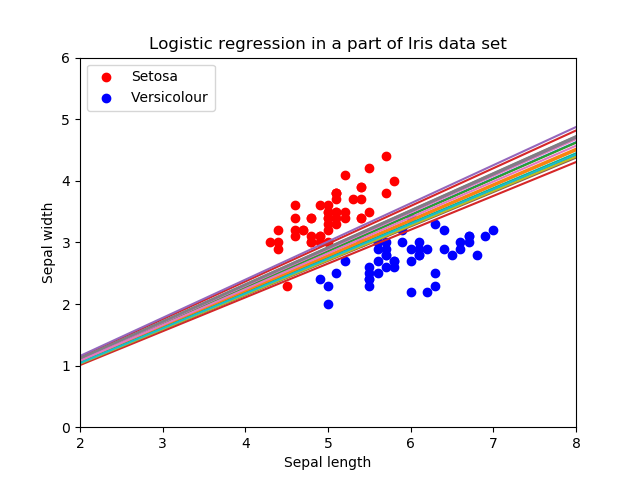 Logistic regression in a part of Iris data set
Setosa
Versicolour
Sepal width
6
5
4
3
2
1
0
2 3 4 5 6 7 8
Sepal length